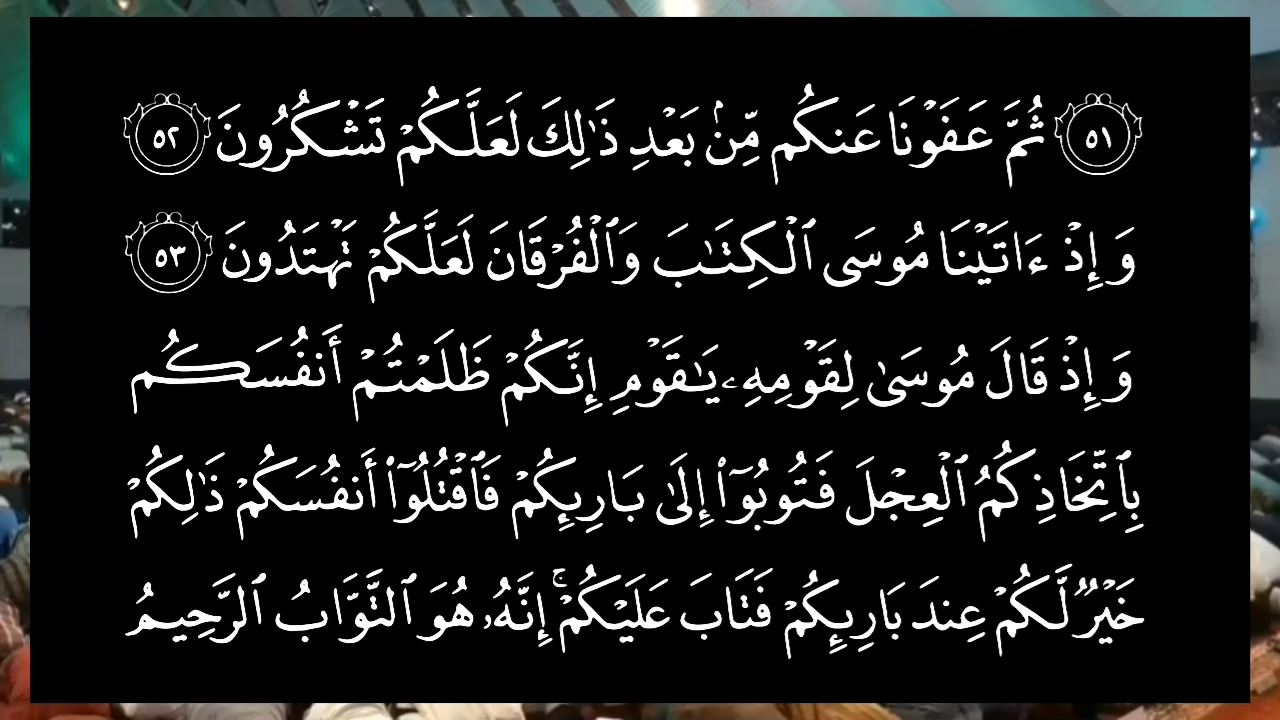 ٥١ ثُمَّ عَفَوْنَا عَنكُم مِّنۢ بَعْدِ ذَٰلِكَ لَعَلَّكُمْ تَشْكُرُونَ ٥٢
وَإِذْ ءَاتَيْنَا مُوسَى ٱلْكِتَـٰبَ وَٱلْفُرْقَانَ لَعَلَّكُمْ تَهْتَدُونَ ٥٣
وَإِذْ قَالَ مُوسَىٰ لِقَوْمِهِۦ يَـٰقَوْمِ إِنَّكُمْ ظَلَمْتُمْ أَنفُسَكُم
بِٱتِّخَاذِكُمُ ٱلْعِجْلَ فَتُوبُوٓا۟ إِلَىٰ بَارِئِكُمْ فَٱقْتُلُوٓا۟ أَنفُسَكُمْ ذَٰلِكُمْ
خَيْرٌ لَّكُمْ عِندَ بَارِئِكُمْ فَتَابَ عَلَيْكُمْ ۚ إِنَّهُۥ هُوَ ٱلتَّوَّابُ ٱلرَّحِيمُ